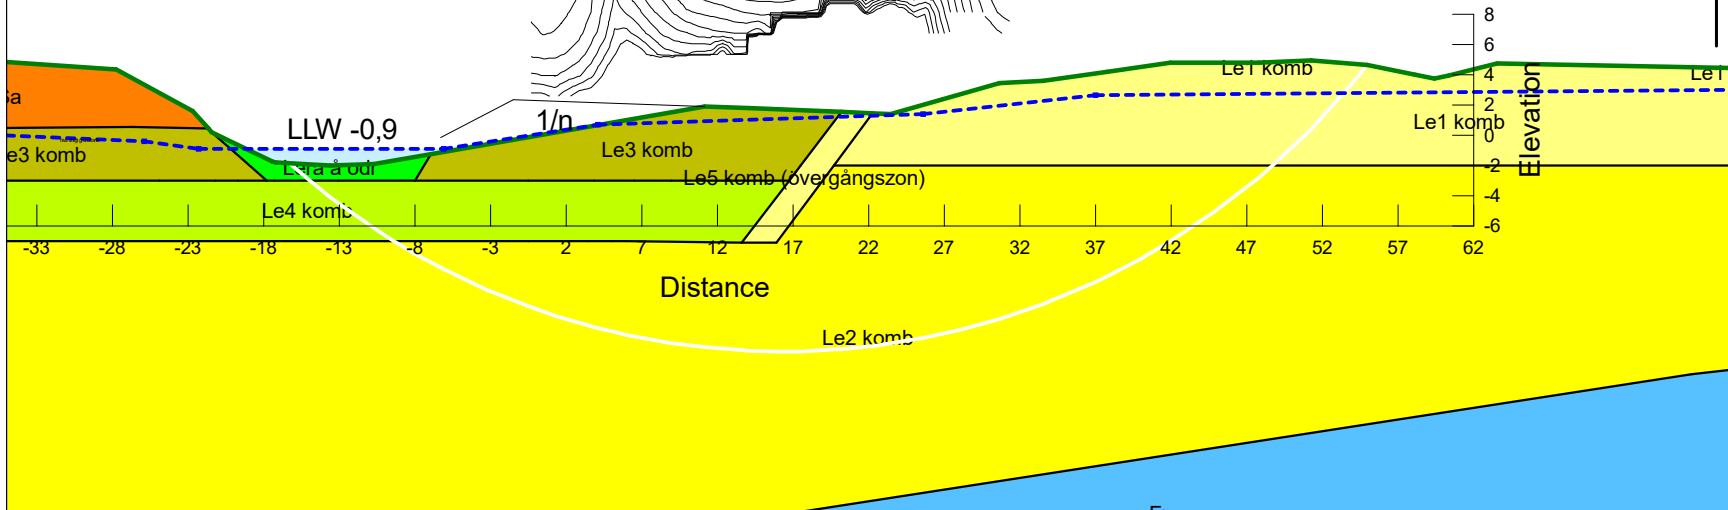 8
6
4
2
0
-2
-4
-6
Elevation
Le1 komb
Le1
LLW -0,9
1/n
Le1 komb
e3 komb
Le3 komb
Lera å odr
Le5 komb (övergångszon)
Le4 komb
-33 -28 -23 -18 -13 -8 -3 2 7 12 17 22 27 32 37 42 47 52 57 62
Distance
Le2 komb